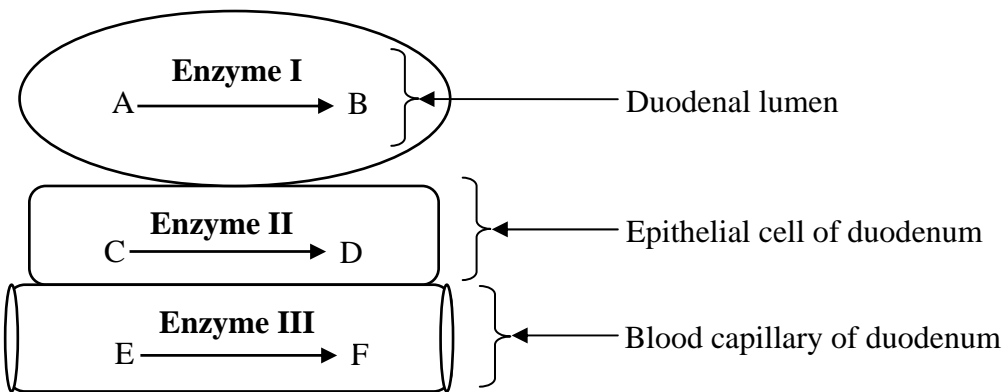 Enzyme I
A B
Duodenal lumen
Enzyme II
C D
Epithelial cell of duodenum
Enzyme III
E F
Blood capillary of duodenum